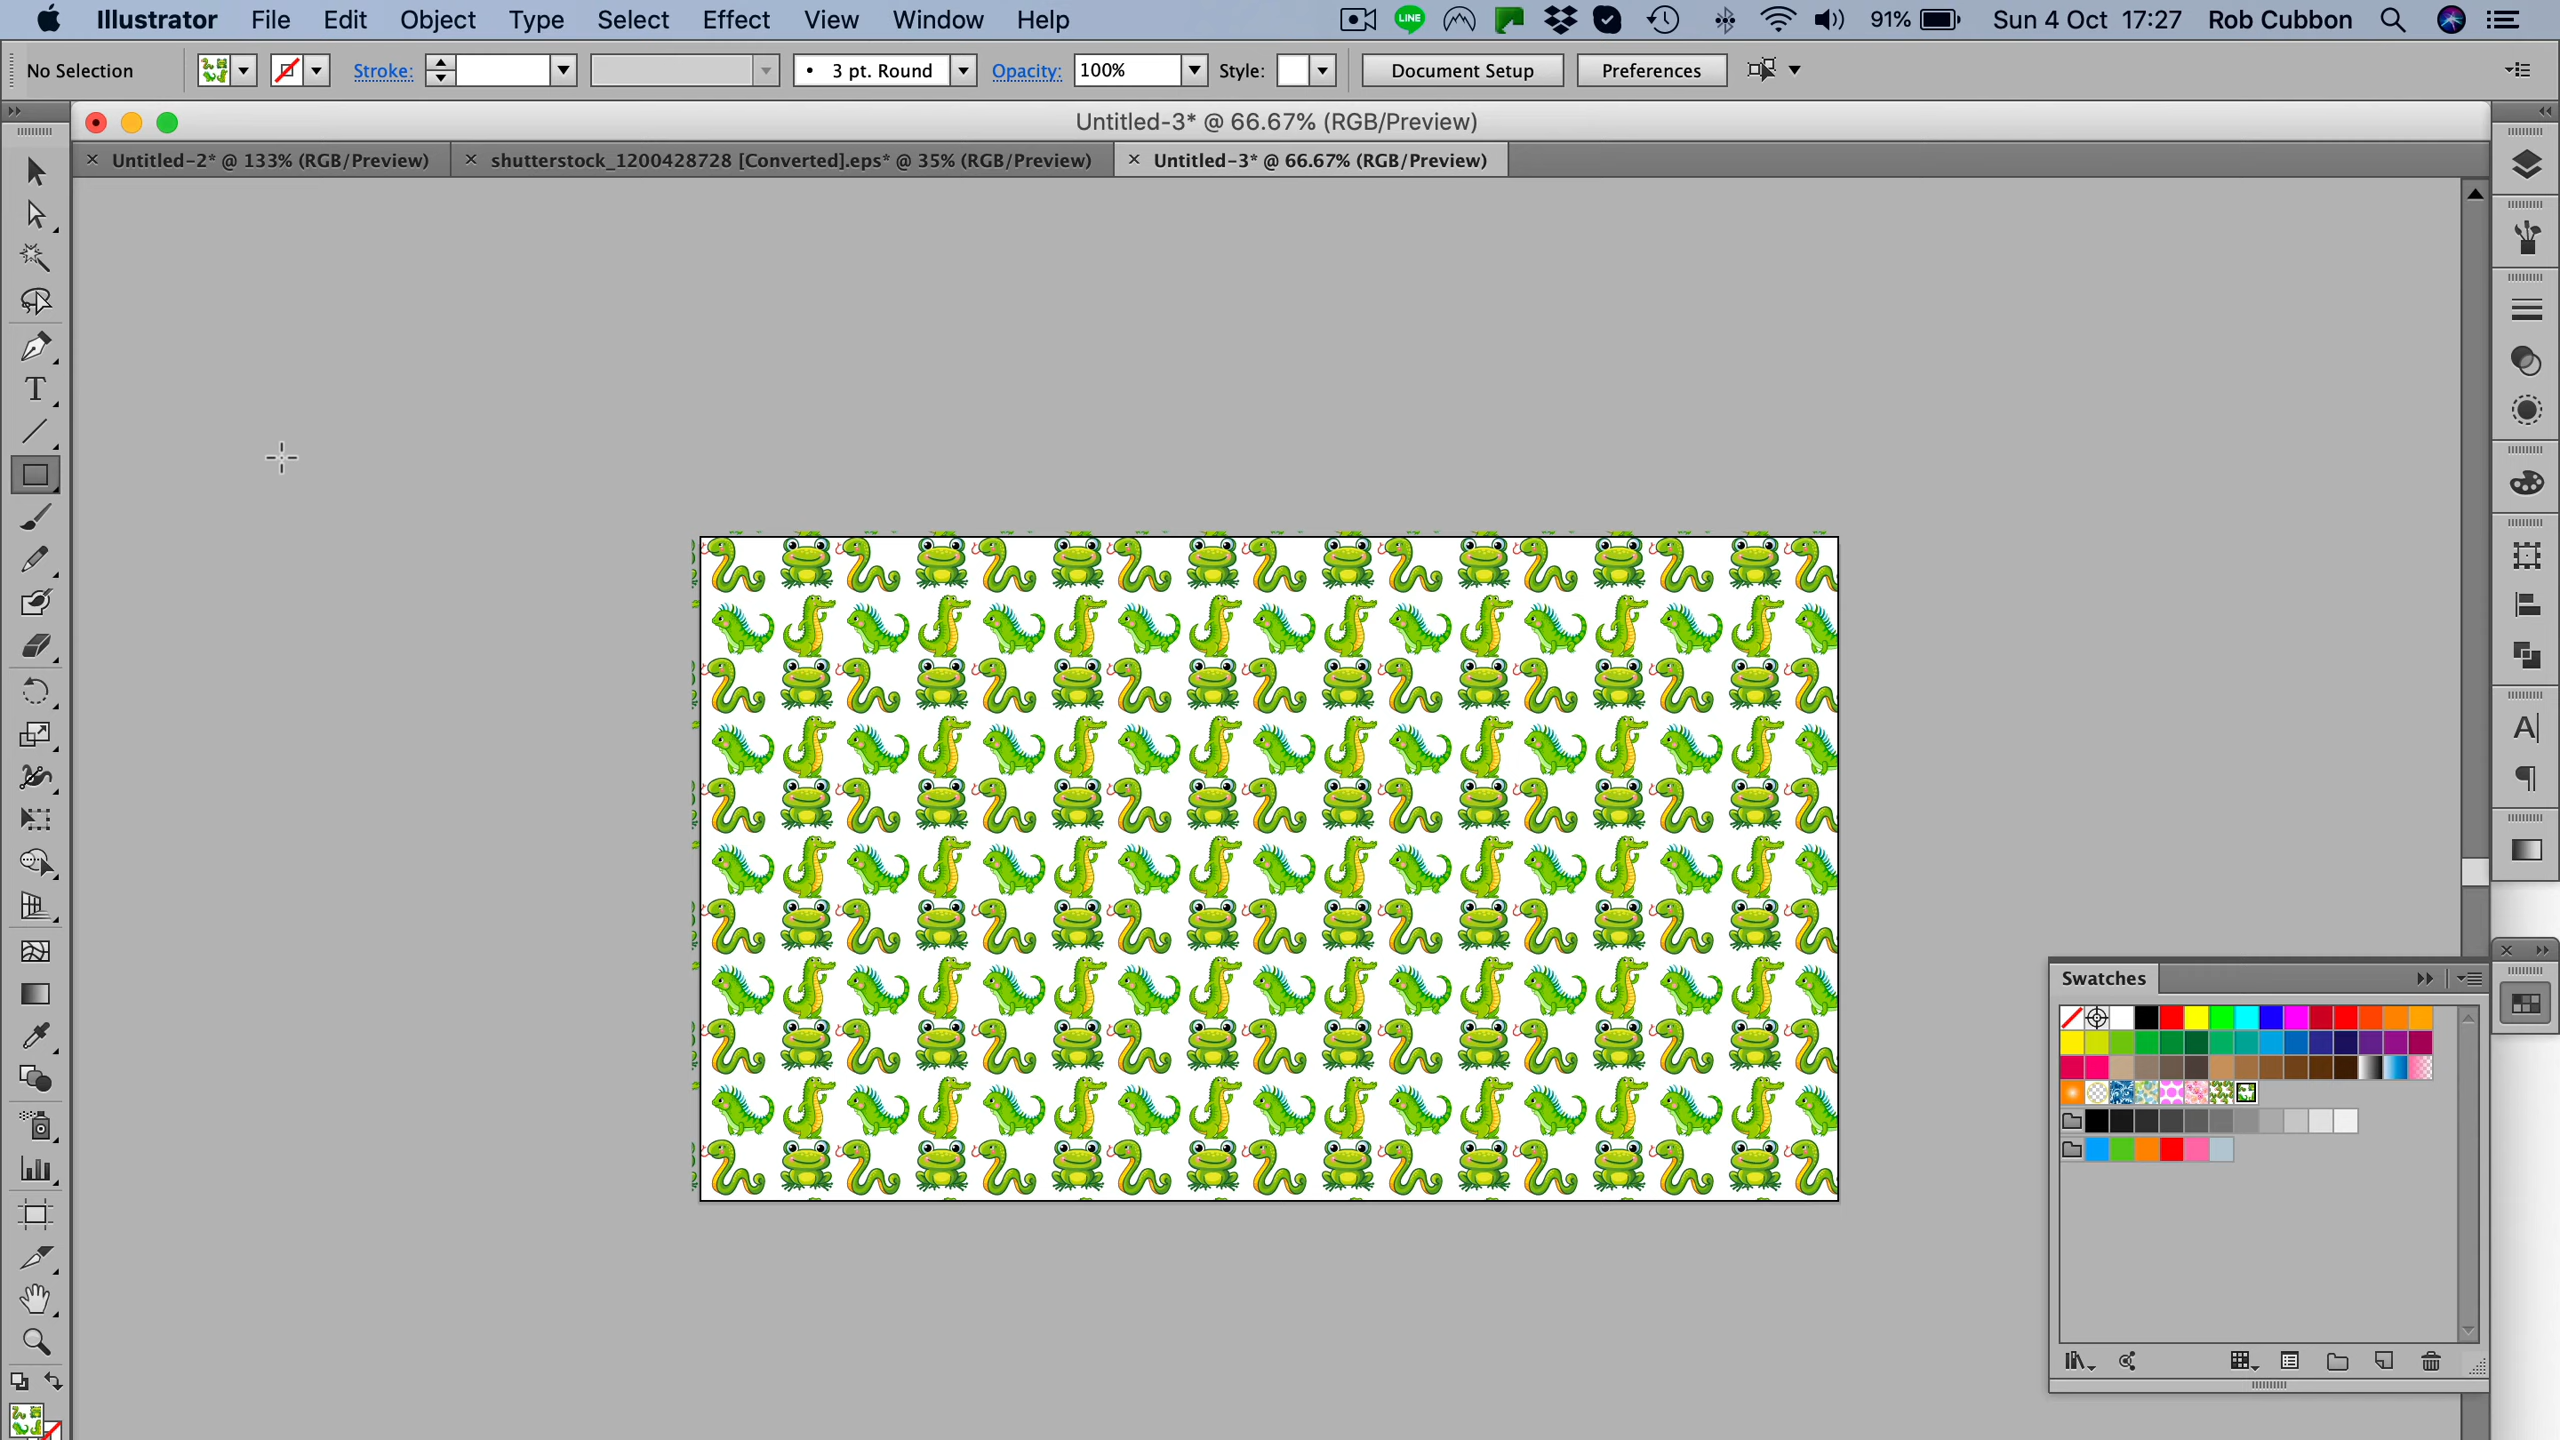 Illustrator File Edit Object Type Select Effect View Window Help LINE 91% Sun 4 Oct 17:27 Rob Cubbon
No Selection Stroke: • 3 pt. Round Opacity: 100% Style: Document Setup Preferences
Untitled-3* @ 66.67% (RGB/Preview)
× Untitled-2* @ 133% (RGB/Preview) × shutterstock_1200428728 [Converted].eps* @ 35% (RGB/Preview) × Untitled-3* @ 66.67% (RGB/Preview)
Swatches